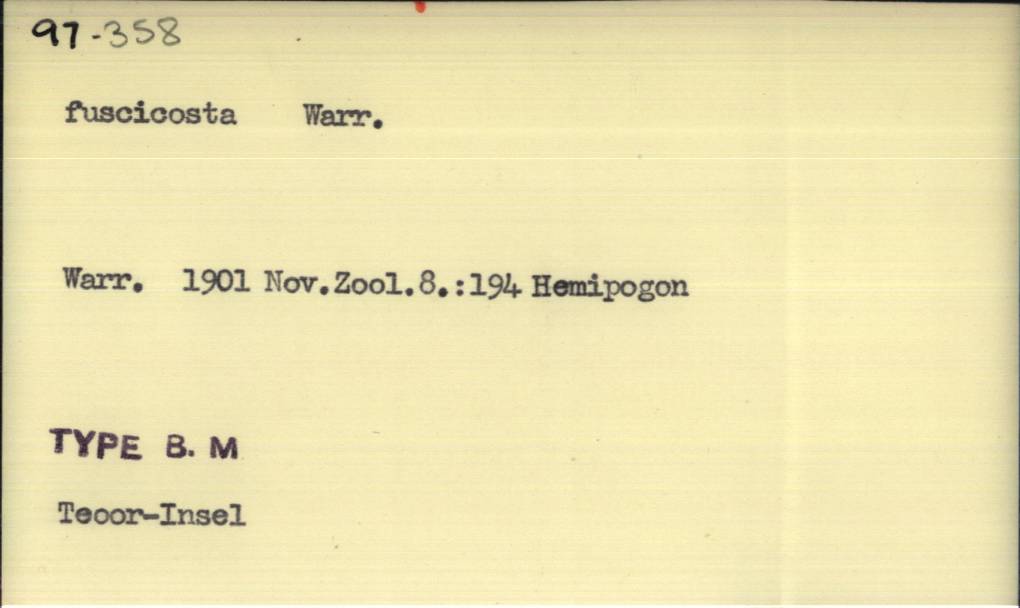 97-358
fuscicosta Warr.
Warr. 1901 Nov.Zool.8.:194 Hemipogon
TYPE B. M
Teoor-Insel